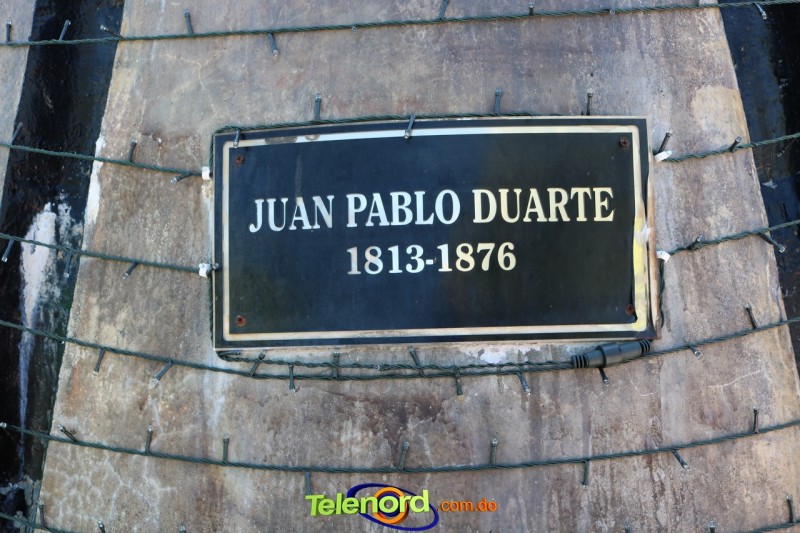 JUAN PABLO DUARTE
1813-1876
Telenord.com.do